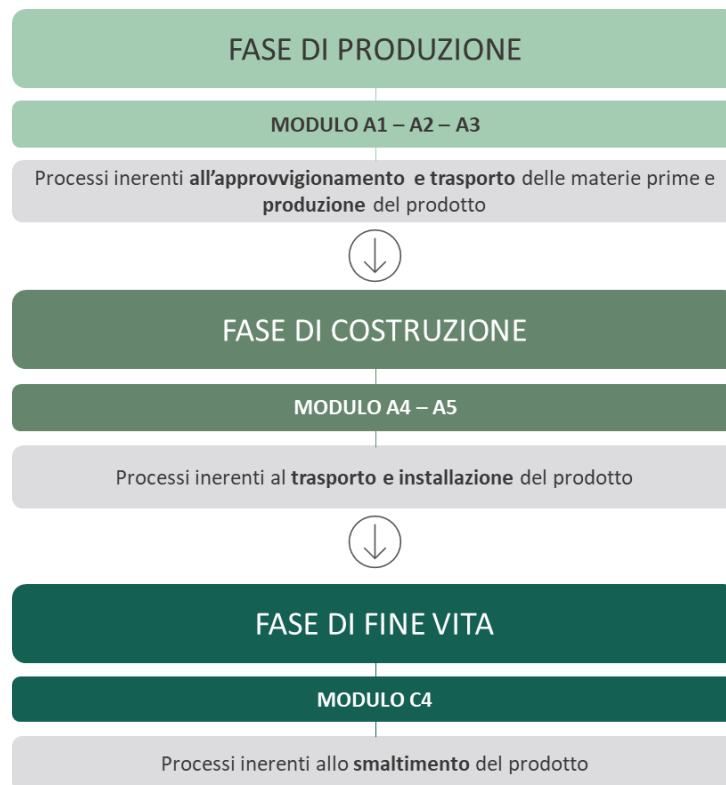 FASE DI PRODUZIONE
MODULO A1 – A2 – A3
Processi inerenti all'approvvigionamento e trasporto delle materie prime e
produzione del prodotto
FASE DI COSTRUZIONE
MODULO A4 – A5
Processi inerenti al trasporto e installazione del prodotto
FASE DI FINE VITA
MODULO C4
Processi inerenti allo smaltimento del prodotto